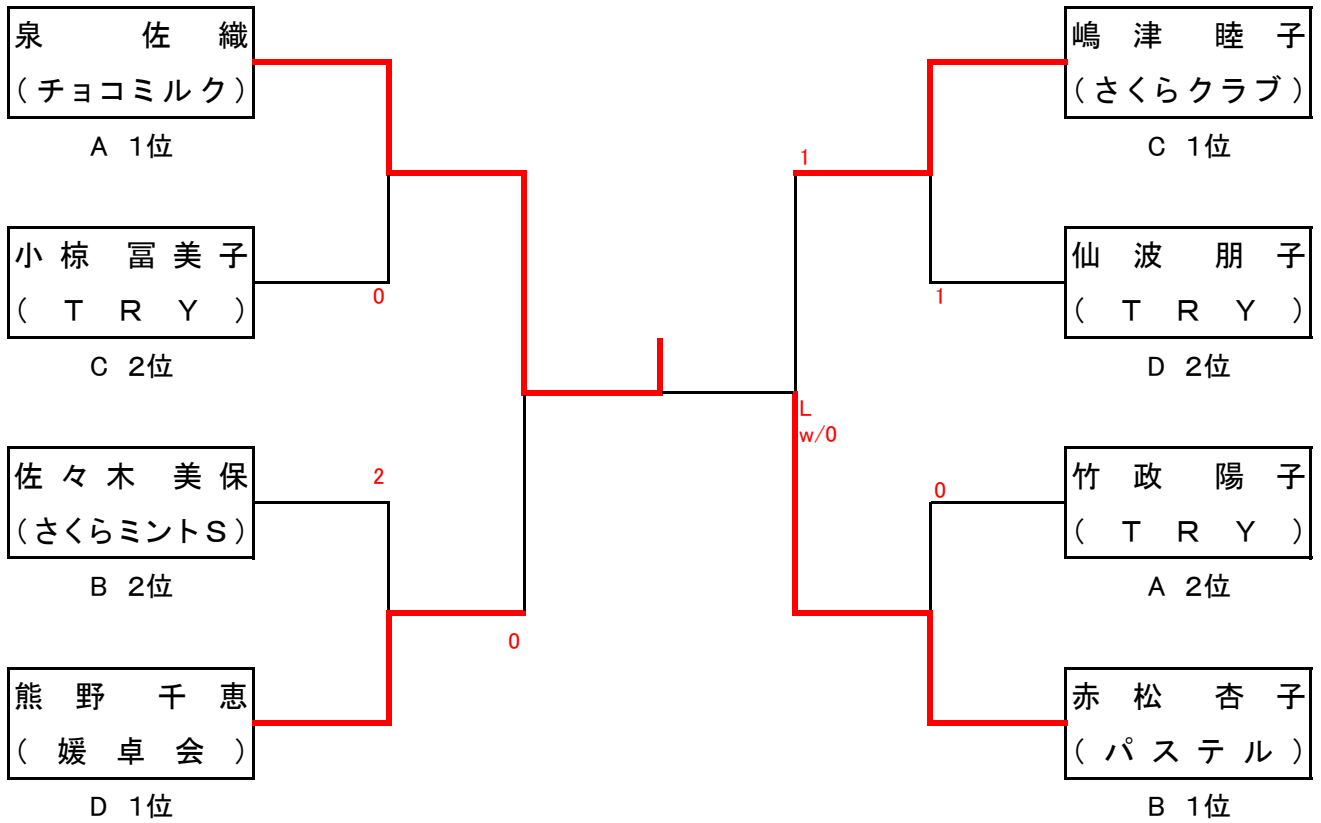 泉 佐 織
(チョコミルク)
A 1位
0
小 椋 冨 美 子
( T R Y )
C 2位
2
佐 々 木 美 保
(さくらミントS)
B 2位
0
熊 野 千 恵
( 媛 卓 会 )
D 1位
嶋 津 睦 子
(さくらクラブ)
C 1位
1
仙 波 朋 子
( T R Y )
D 2位
1
L
w/0
竹 政 陽 子
( T R Y )
A 2位
0
赤 松 杏 子
( パ ス テ ル )
B 1位